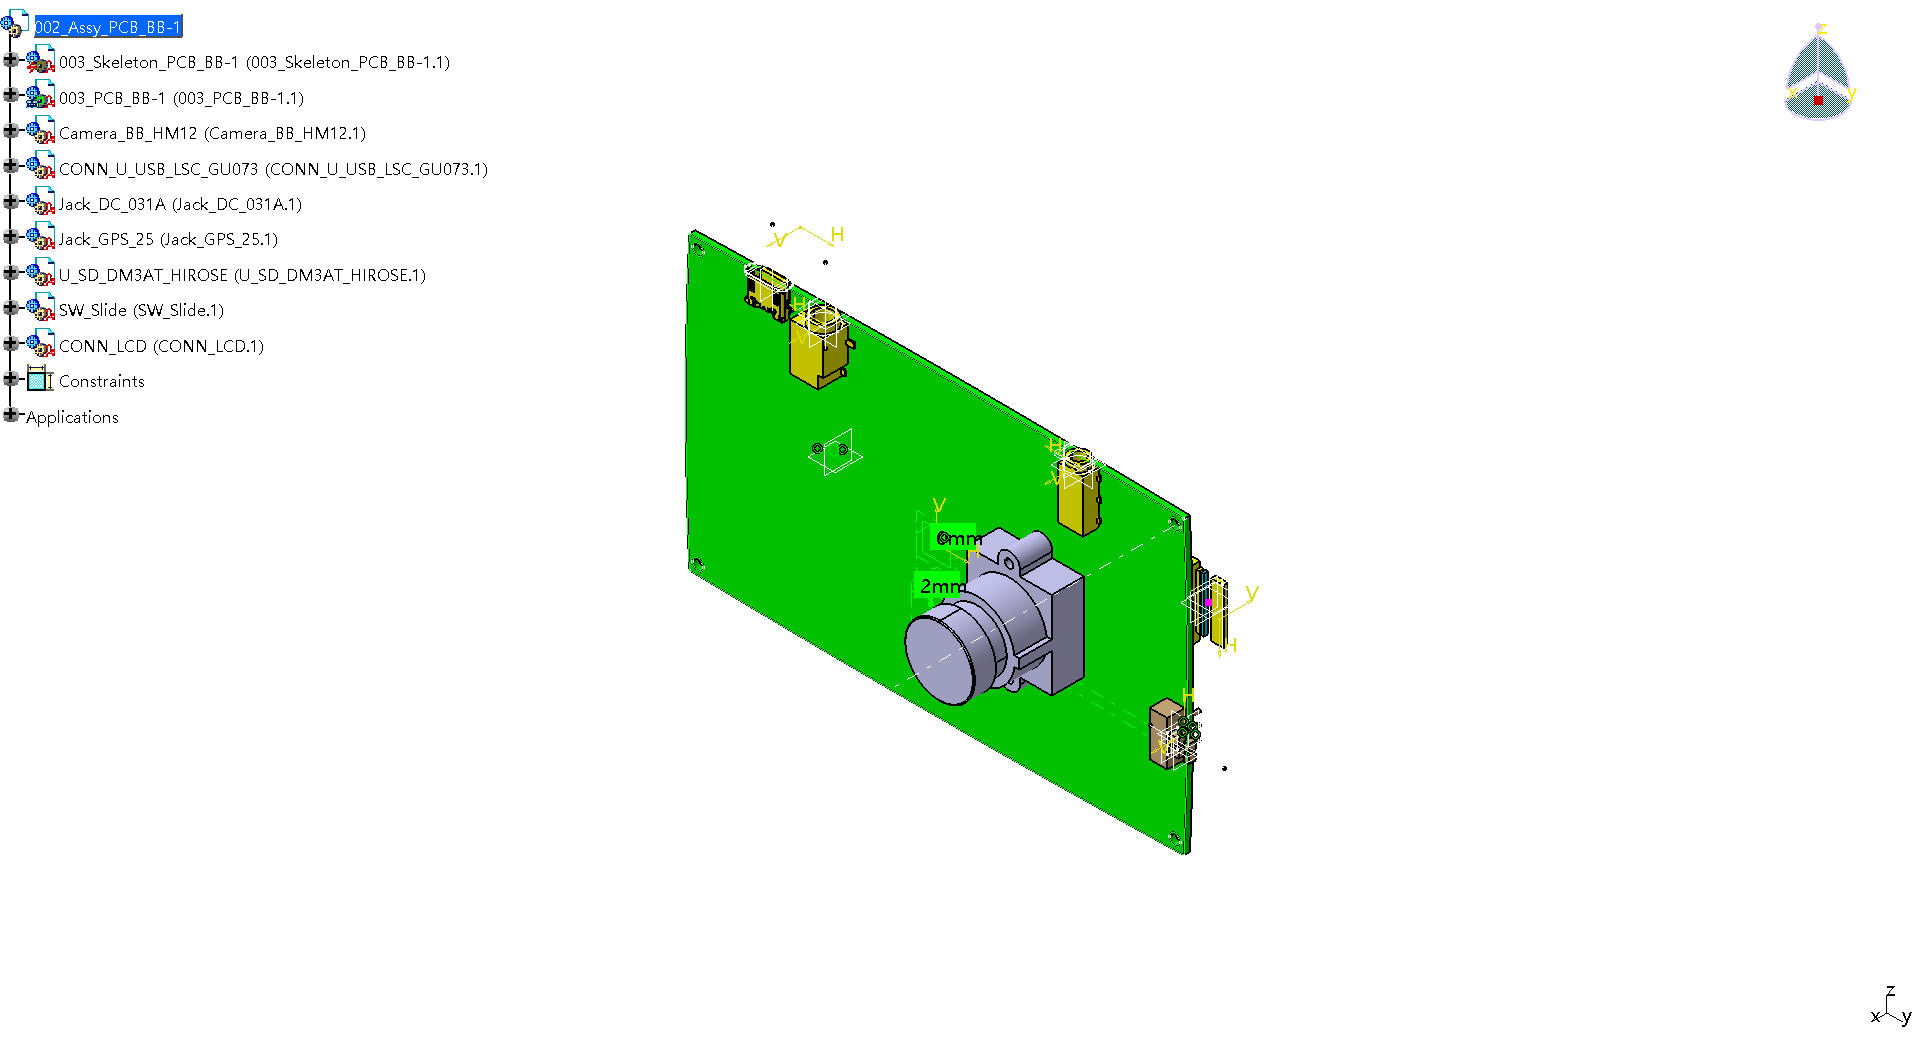 002_Assy_PCB_BB-1
003_Skeleton_PCB_BB-1 (003_Skeleton_PCB_BB-1.1)
003_PCB_BB-1 (003_PCB_BB-1.1)
Camera_BB_HM12 (Camera_BB_HM12.1)
CONN_U_USB_LSC_GU073 (CONN_U_USB_LSC_GU073.1)
Jack_DC_031A (Jack_DC_031A.1)
Jack_GPS_25 (Jack_GPS_25.1)
U_SD_DM3AT_HIROSE (U_SD_DM3AT_HIROSE.1)
SW_Slide (SW_Slide.1)
CONN_LCD (CONN_LCD.1)
Constraints
Applications
z
x y
V H
H
V
H
V
V
0mm
H
2mm
V
H
H
V
z
x y